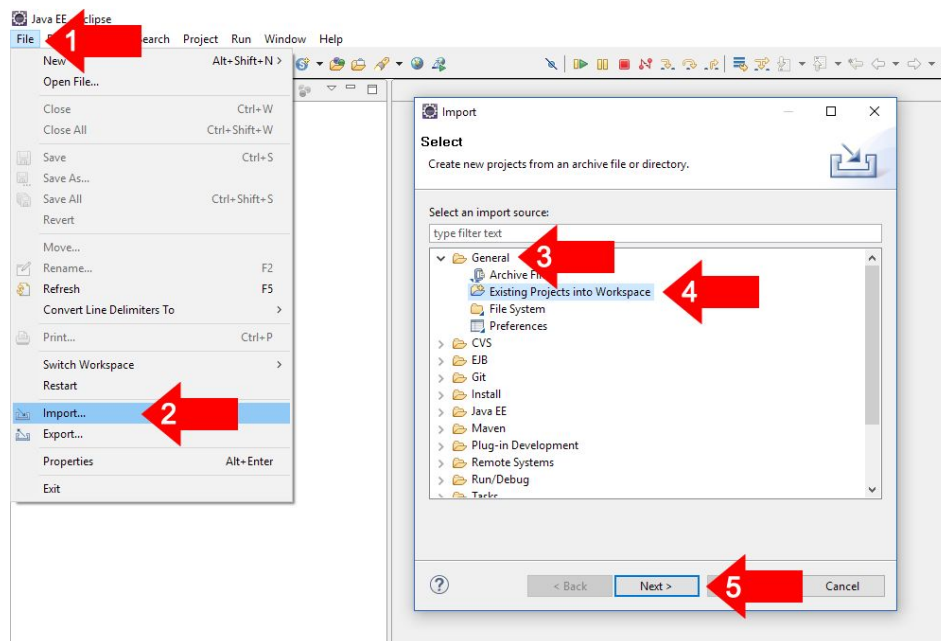 Java EE Eclipse
File
Search Project Run Window Help
1
New Alt+Shift+N >
Open File...
Close Ctrl+W
Close All Ctrl+Shift+W
Save Ctrl+S
Save As...
Save All Ctrl+Shift+S
Revert
Move...
Rename... F2
Refresh F5
Convert Line Delimiters To >
Print... Ctrl+P
Switch Workspace >
Restart
Import...
2
Export...
Properties Alt+Enter
Exit
Import
Select
Create new projects from an archive file or directory.
Select an import source:
type filter text
General
3
Archive File
Existing Projects into Workspace
4
File System
Preferences
CVS
EJB
Git
Install
Java EE
Maven
Plug-in Development
Remote Systems
Run/Debug
Tasks
?
< Back
Next >
5
Cancel